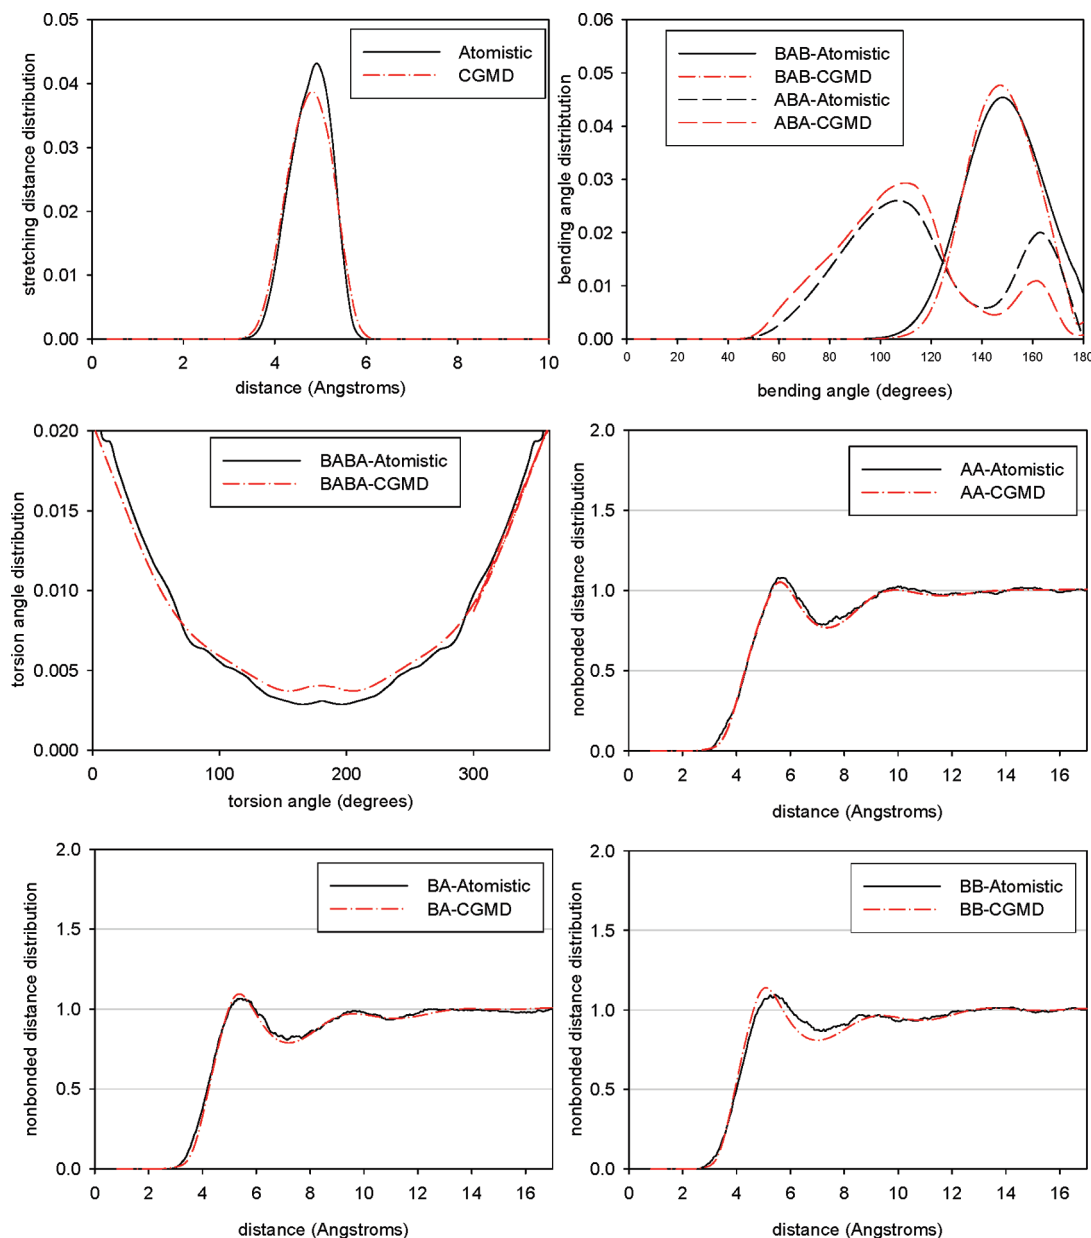 0.05
0.04
0.03
0.02
0.01
0.00
stretching distance distribution
Atomistic
CGMD
0 2 4 6 8 10
distance (Angstroms)
0.06
0.05
0.04
0.03
0.02
0.01
0.00
bending angle distribtution
BAB-Atomistic
BAB-CGMD
ABA-Atomistic
ABA-CGMD
0 20 40 60 80 100 120 140 160 180
bending angle (degrees)
0.020
0.015
0.010
0.005
0.000
torsion angle distribution
BABA-Atomistic
BABA-CGMD
0 100 200 300
torsion angle (degrees)
2.0
1.5
1.0
0.5
0.0
nonbonded distance distribution
AA-Atomistic
AA-CGMD
0 2 4 6 8 10 12 14 16
distance (Angstroms)
2.0
1.5
1.0
0.5
0.0
nonbonded distance distribution
BA-Atomistic
BA-CGMD
0 2 4 6 8 10 12 14 16
distance (Angstroms)
2.0
1.5
1.0
0.5
0.0
nonbonded distance distribution
BB-Atomistic
BB-CGMD
0 2 4 6 8 10 12 14 16
distance (Angstroms)